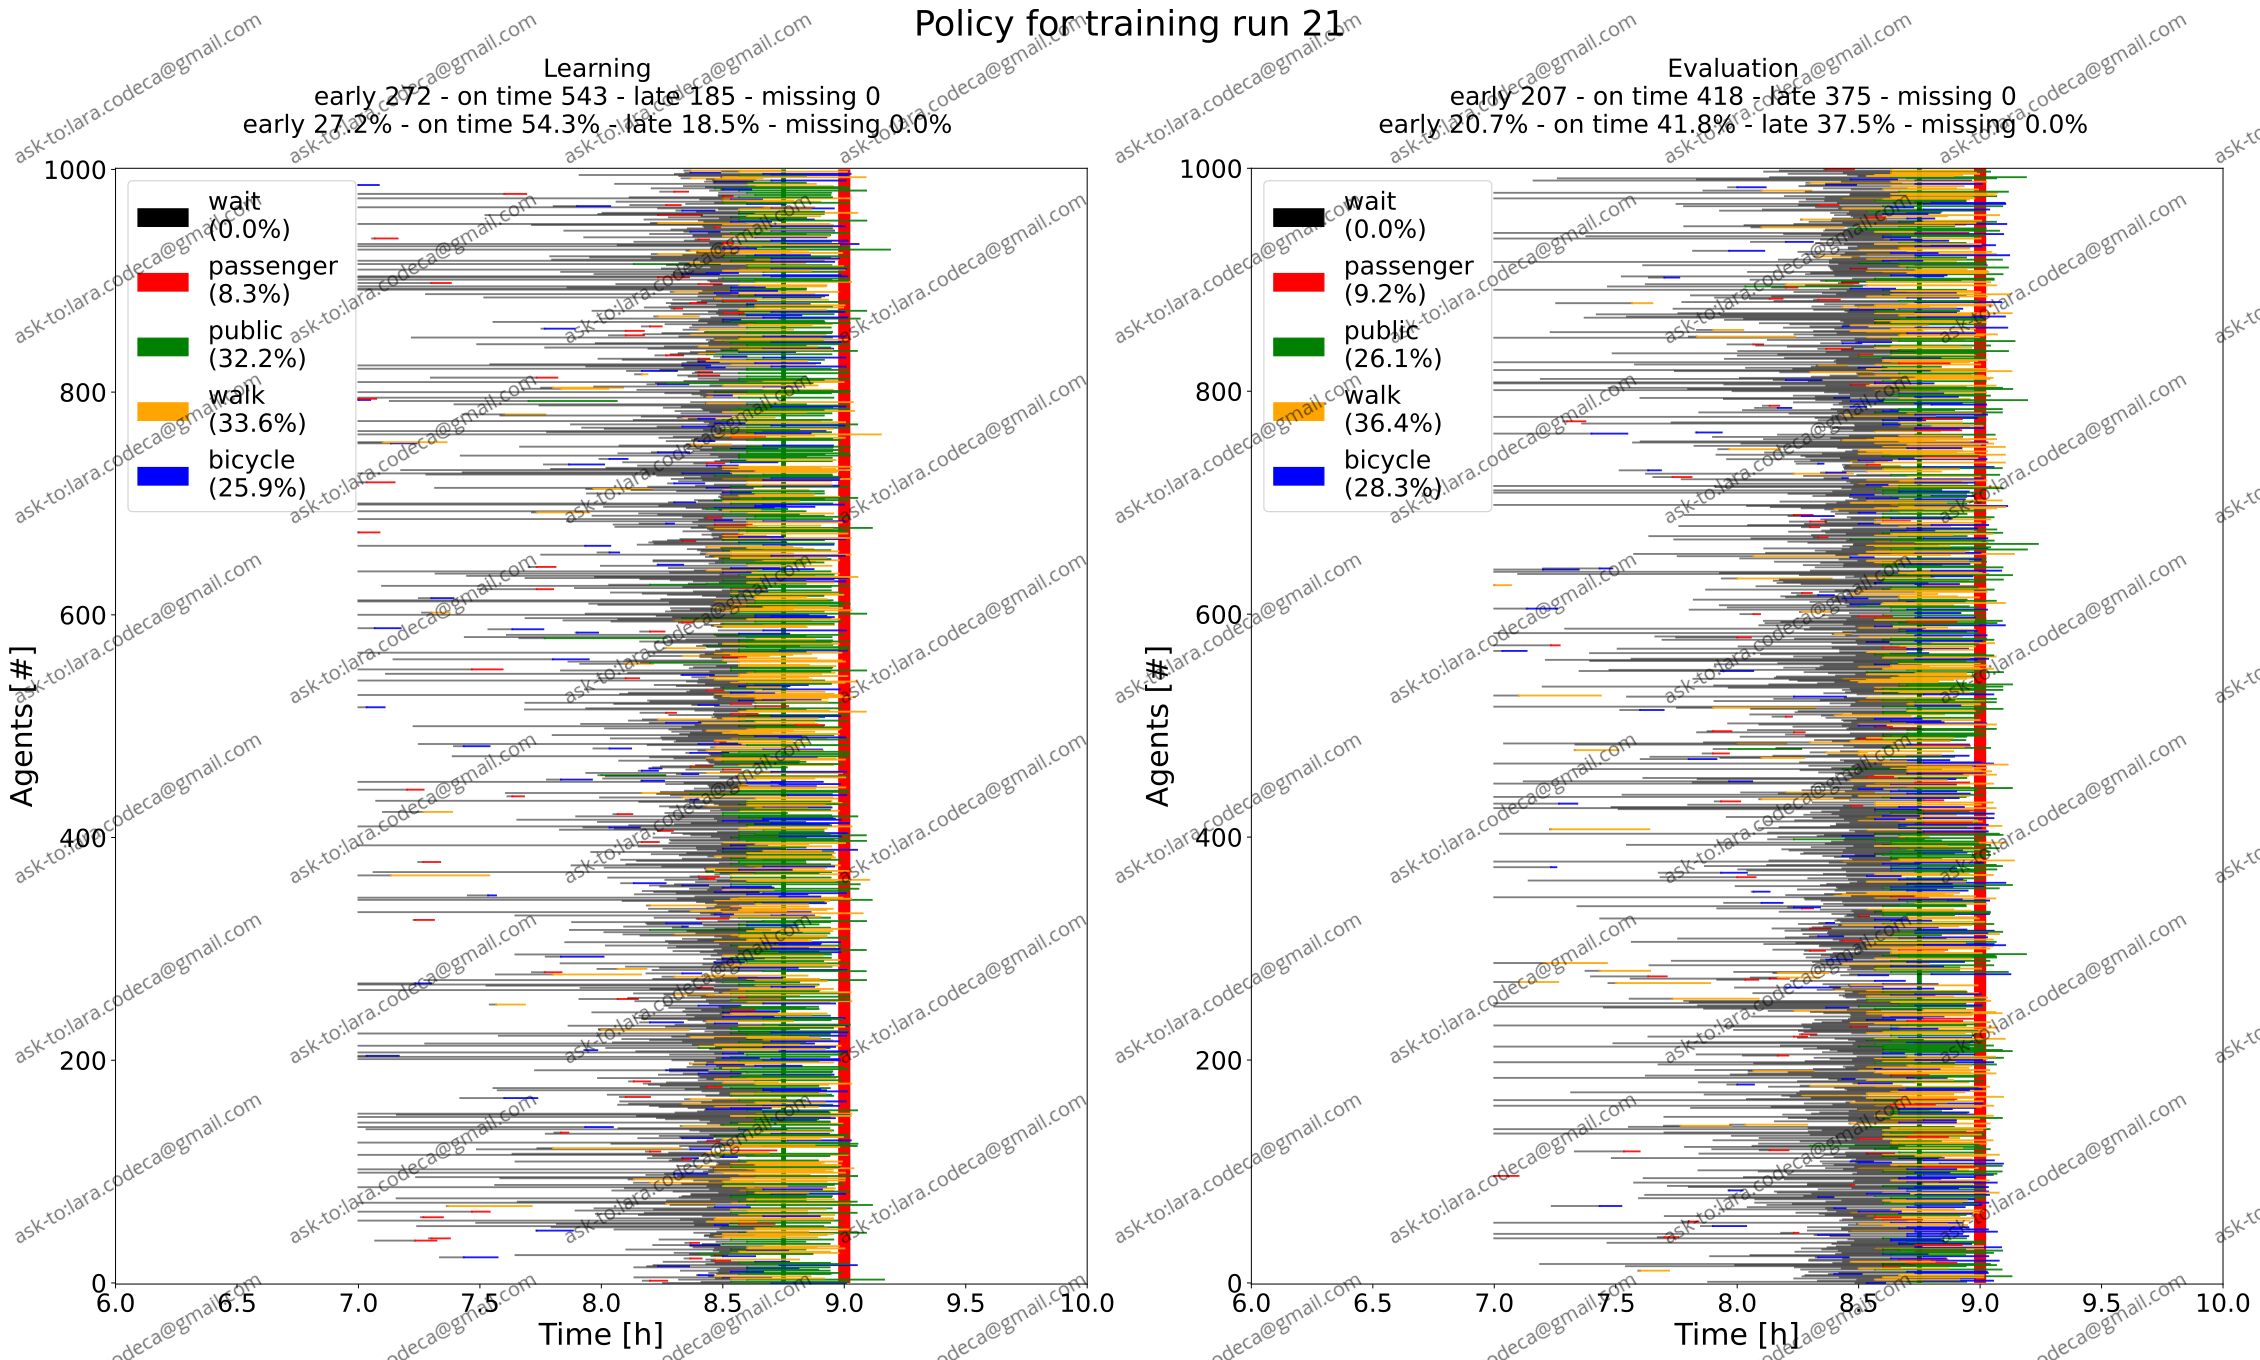 Policy for training run 21
Learning
early 272 - on time 543 - late 185 - missing 0
early 27.2% - on time 54.3% - late 18.5% - missing 0.0%
1000
800
600
400
200
0
Agents [#]
wait
(0.0%)
passenger
(8.3%)
public
(32.2%)
walk
(33.6%)
bicycle
(25.9%)
6.0 6.5 7.0 7.5 8.0 8.5 9.0 9.5 10.0
Time [h]
Evaluation
early 207 - on time 418 - late 375 - missing 0
early 20.7% - on time 41.8% - late 37.5% - missing 0.0%
1000
800
600
400
200
0
Agents [#]
wait
(0.0%)
passenger
(9.2%)
public
(26.1%)
walk
(36.4%)
bicycle
(28.3%)
6.0 6.5 7.0 7.5 8.0 8.5 9.0 9.5 10.0
Time [h]
ask-to:lara.codeca@gmail.com